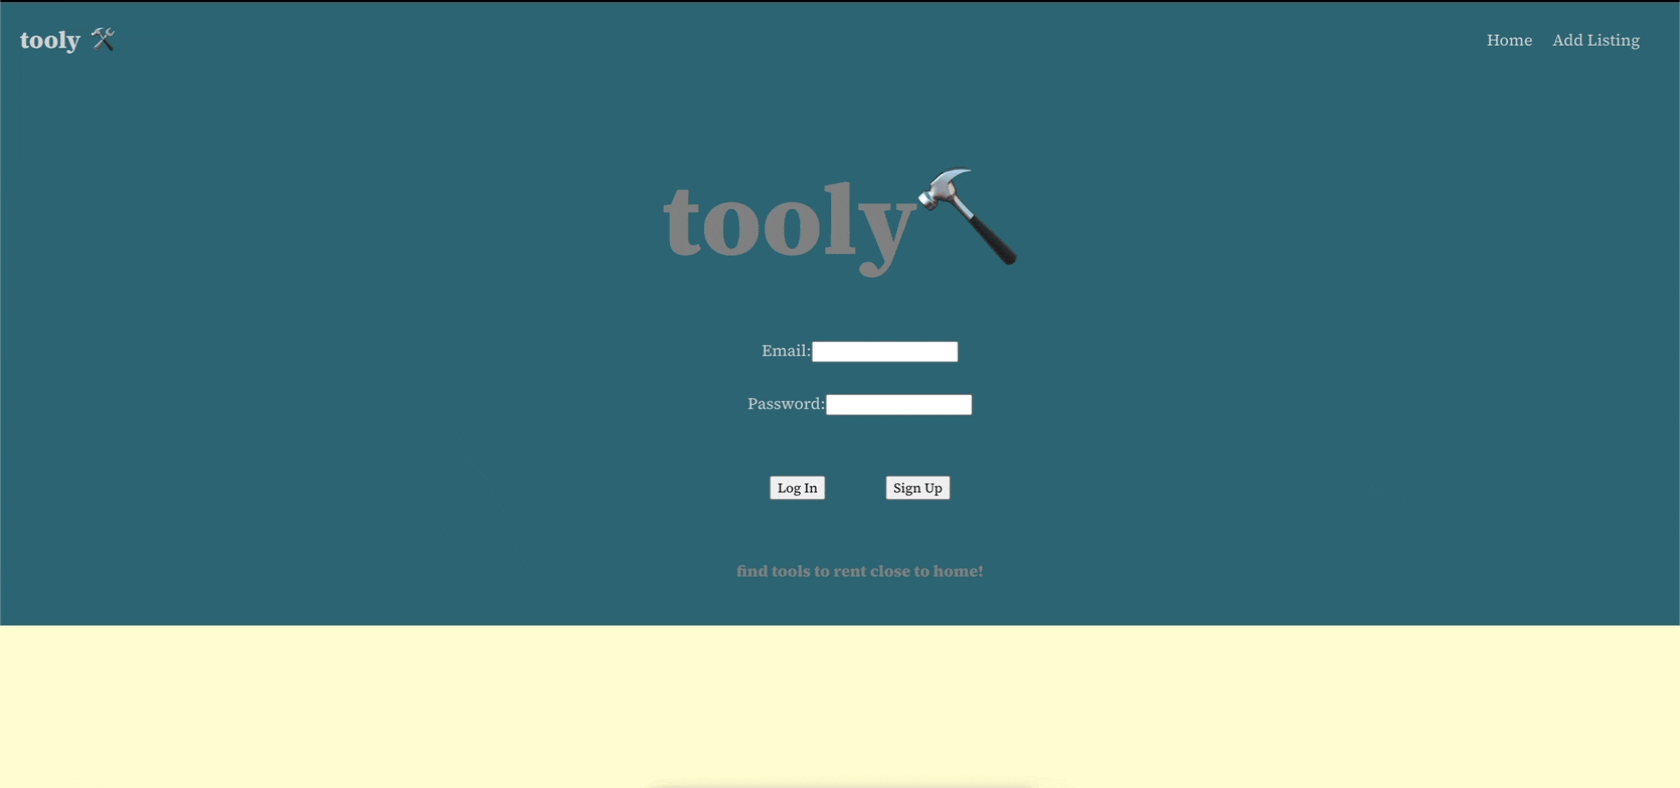 tooly
Home Add Listing
tooly
Email:
Password:
Log In Sign Up
find tools to rent close to home!